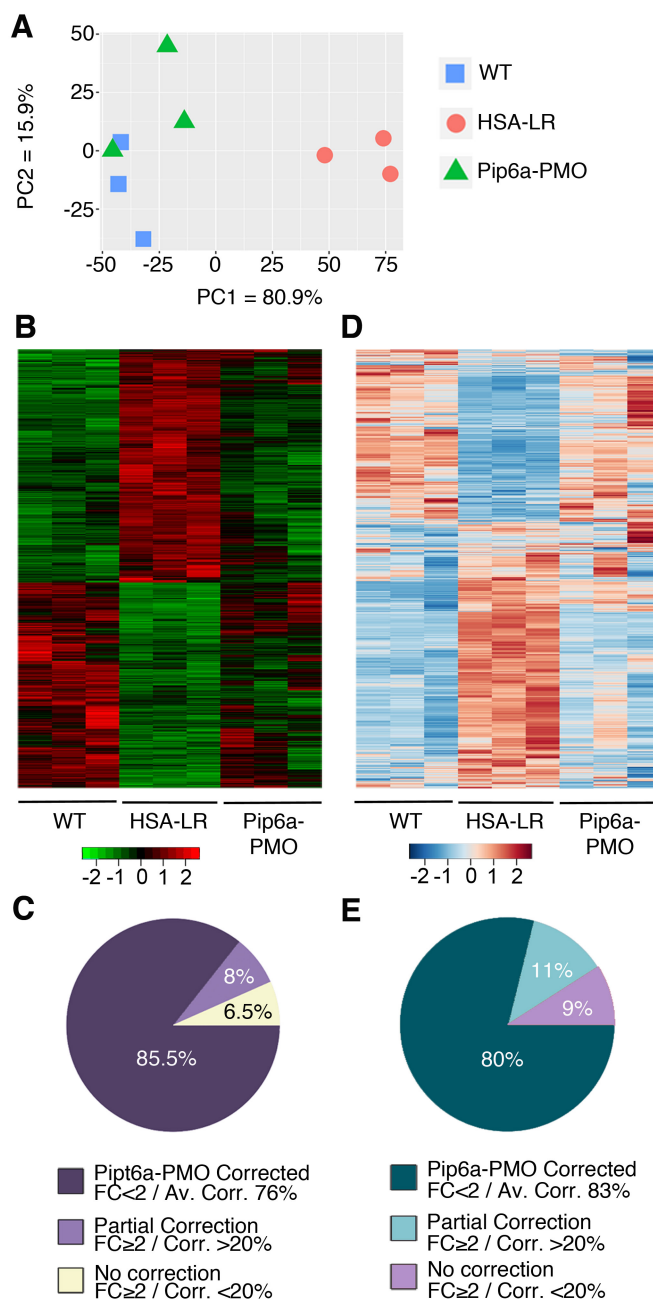 A
50
25
0
-25
-50
-25
0
25
50
75
PC2 = 15.9%
PC1 = 80.9%
WT
HSA-LR
Pip6a-PMO
B
WT
HSA-LR
Pip6a-
PMO
-2 -1 0 1 2
D
WT
HSA-LR
Pip6a-
PMO
-2 -1 0 1 2
C
8%
6.5%
85.5%
Pipt6a-PMO Corrected
FC<2 / Av. Corr. 76%
Partial Correction
FC≥2 / Corr. >20%
No correction
FC≥2 / Corr. <20%
E
11%
9%
80%
Pip6a-PMO Corrected
FC<2 / Av. Corr. 83%
Partial Correction
FC≥2 / Corr. >20%
No correction
FC≥2 / Corr. <20%